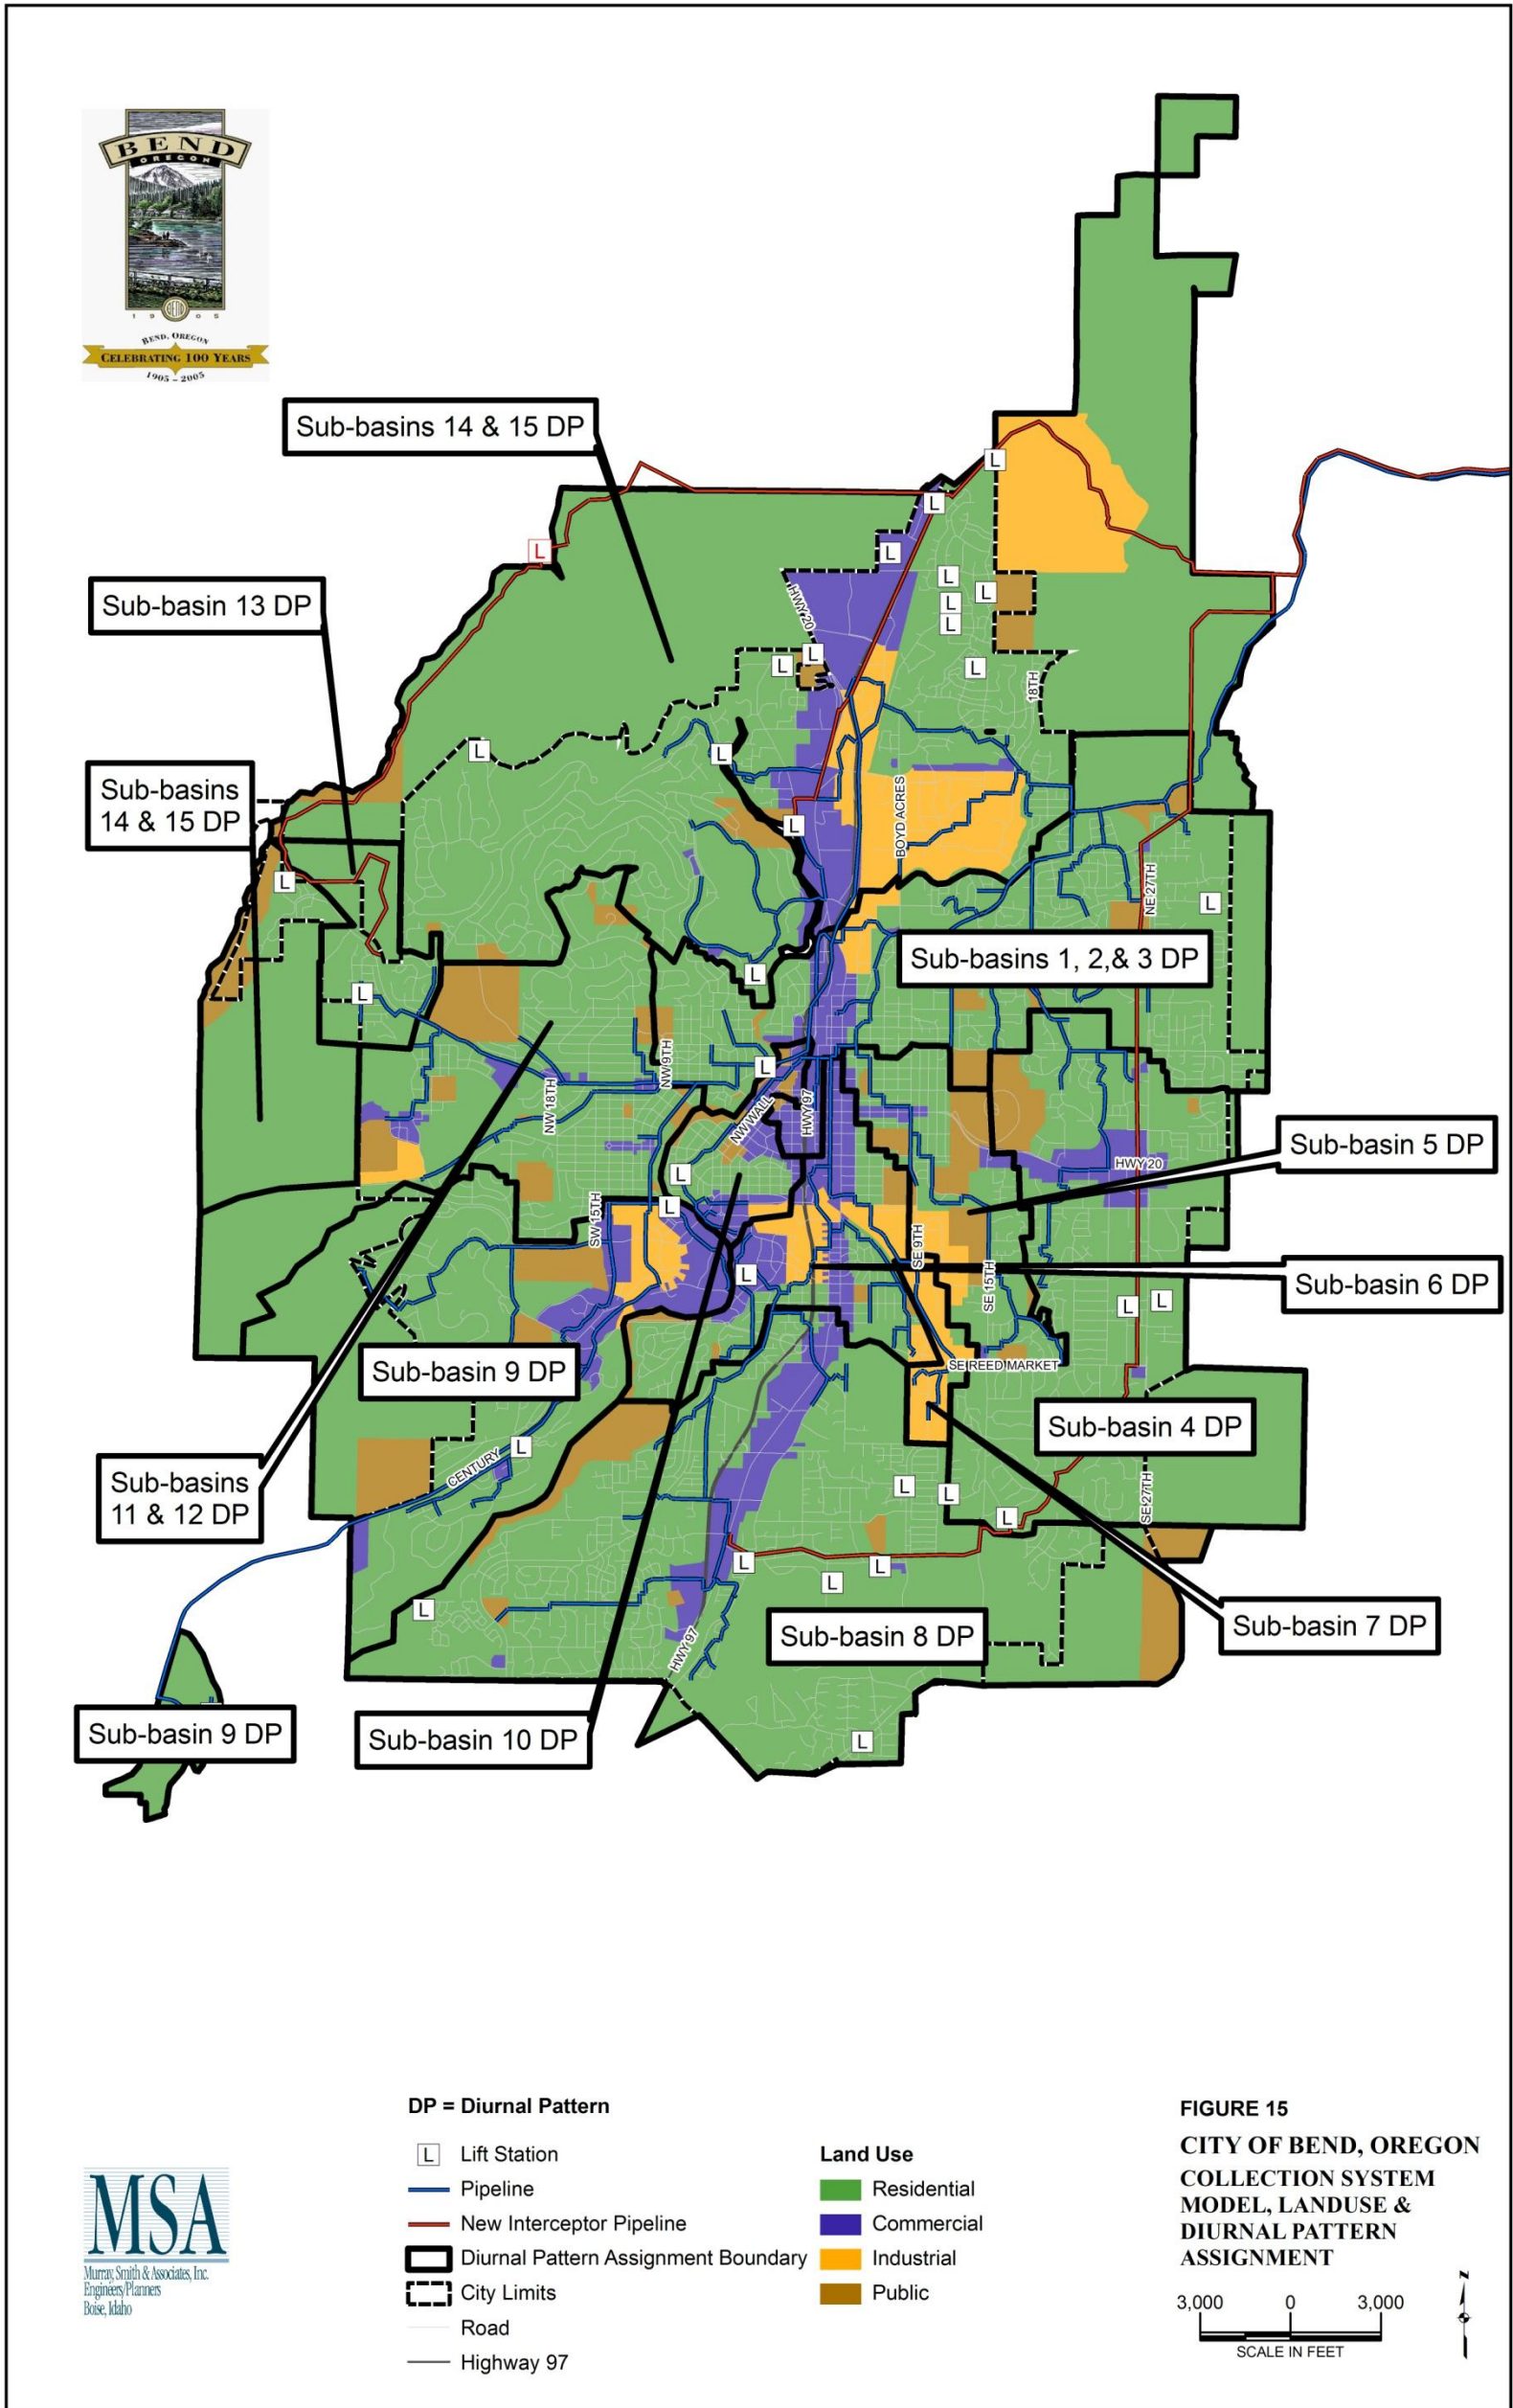 BEND
OREGON
1905
BEND, OREGON
CELEBRATING 100 YEARS
1905 – 2005
Sub-basins 14 & 15 DP
L
L
L
L
HWY 20
L
L
L
L
L
Sub-basin 13 DP
L
L
L
18TH
L
L
Sub-basins
14 & 15 DP
BOYD ACRES
L
L
NE 27TH
L
Sub-basins 1, 2,& 3 DP
L
L
NW 9TH
L
NW 18TH
NW WALL
HWY 97
Sub-basin 5 DP
HWY 20
L
L
SW 15TH
SE 9TH
SE 15TH
L
Sub-basin 6 DP
L
L
SE REED MARKET
Sub-basin 9 DP
Sub-basin 4 DP
L
CENTURY
Sub-basins
11 & 12 DP
L
L
L
SE 27TH
L
L
L
L
Sub-basin 7 DP
Sub-basin 8 DP
HWY 97
Sub-basin 9 DP
Sub-basin 10 DP
L
DP = Diurnal Pattern
L Lift Station
Pipeline
New Interceptor Pipeline
Diurnal Pattern Assignment Boundary
City Limits
Road
Highway 97
Land Use
Residential
Commercial
Industrial
Public
MSA
Murray, Smith & Associates, Inc.
Engineers/Planners
Boise, Idaho
FIGURE 15
CITY OF BEND, OREGON
COLLECTION SYSTEM
MODEL, LANDUSE &
DIURNAL PATTERN
ASSIGNMENT
3,000 0 3,000
SCALE IN FEET
Z